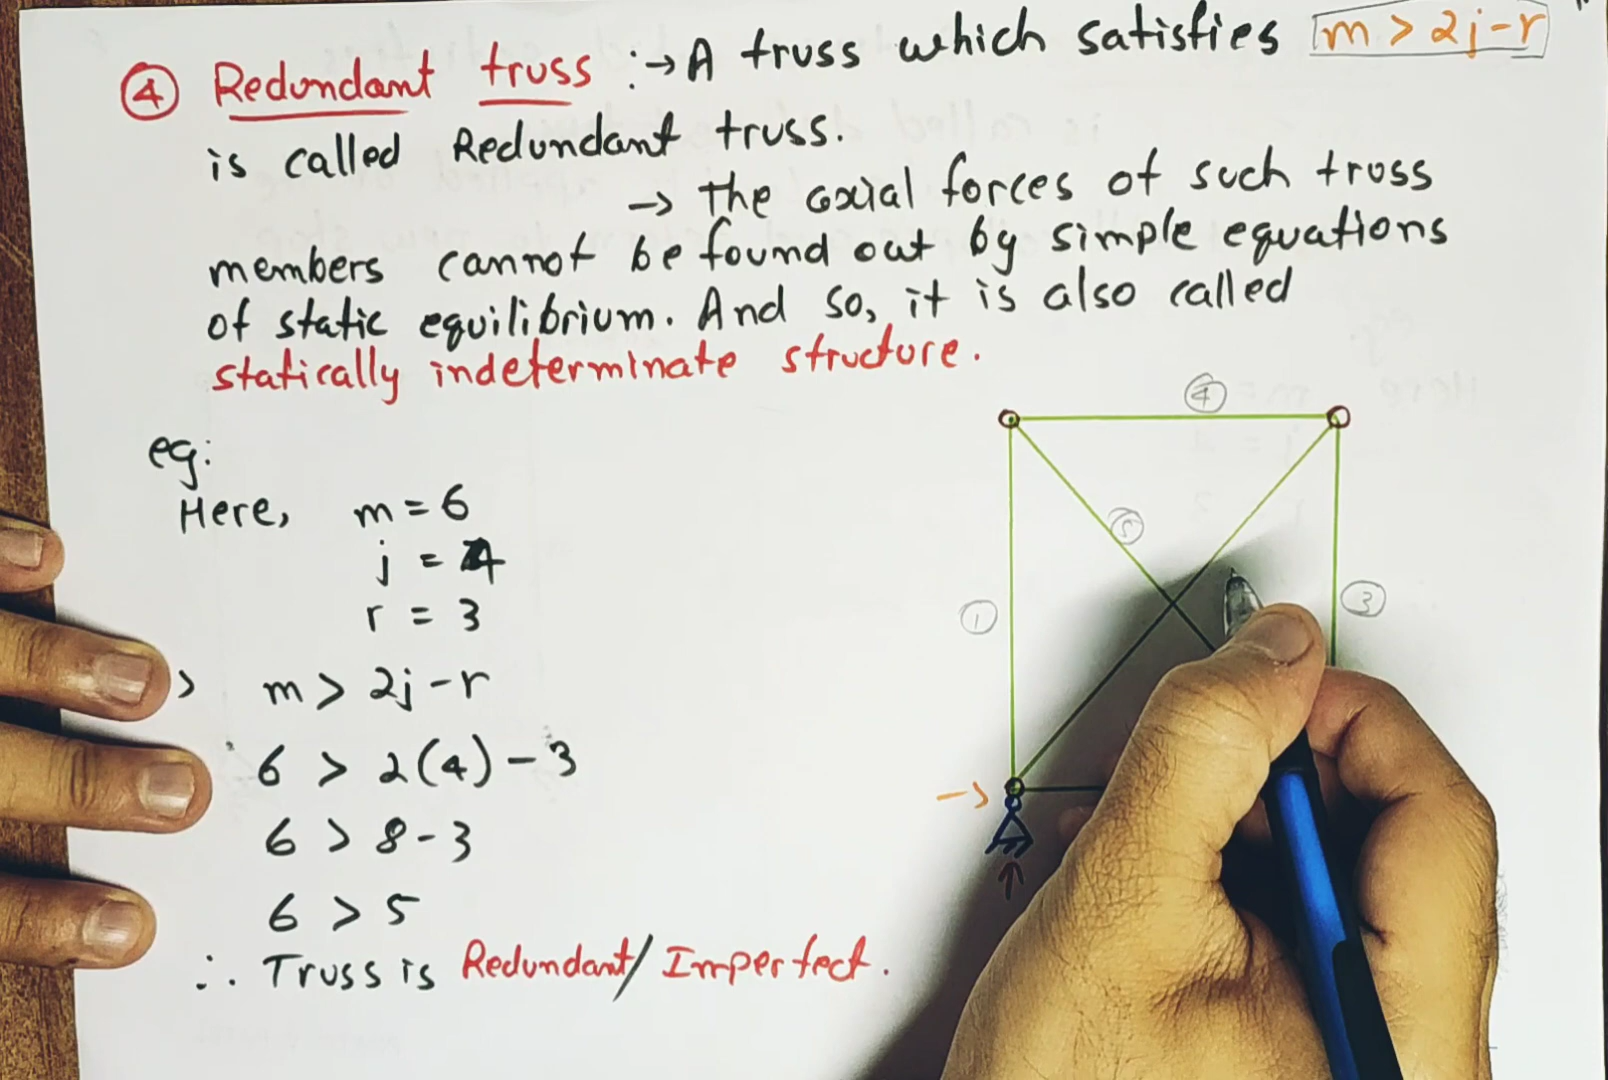 ④ Redundant truss :→ A truss which satisfies m > 2j-r
is called Redundant truss.
→ The axial forces of such truss
members cannot be found out by simple equations
of static equilibrium. And so, it is also called
statically indeterminate structure.
eg:
Here, m = 6
j = 4
r = 3
> m > 2j - r
6 > 2(4) - 3
6 > 8 - 3
6 > 5
∴ Truss is Redundant/ Imperfect.
④
⑤
①
③